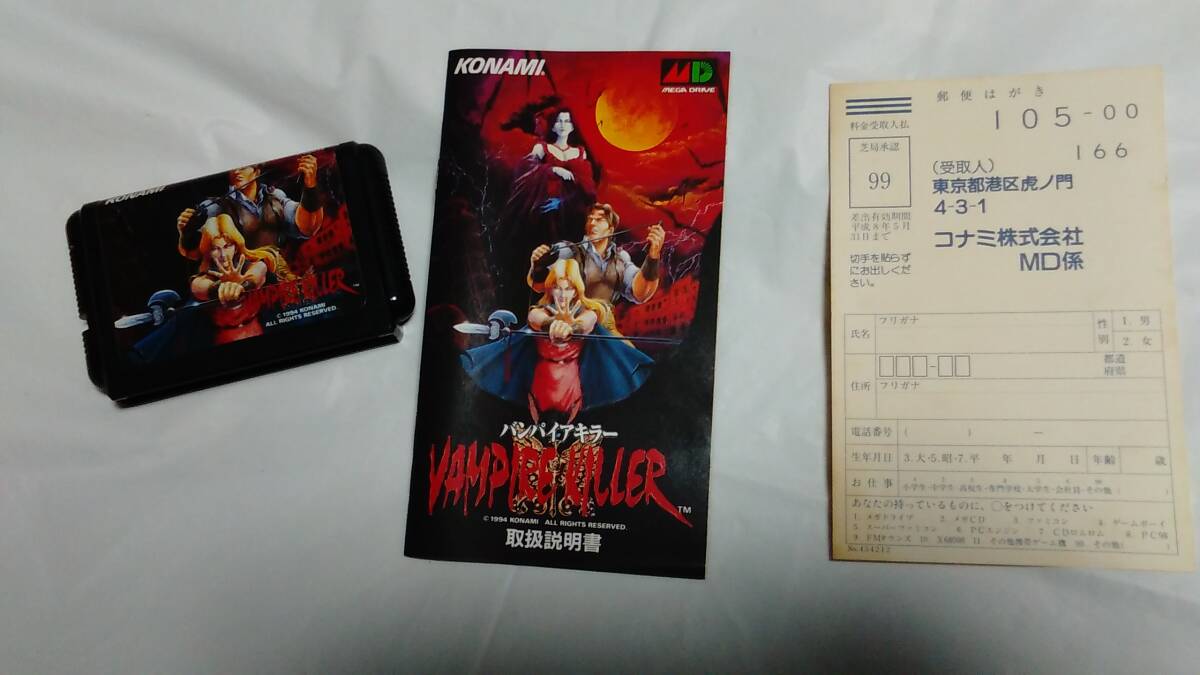 KONAMI
VAMPIRE KILLER™
© 1994 KONAMI
ALL RIGHTS RESERVED.
KONAMI®
MD
MEGA DRIVE
バンパイアキラー
VAMPIRE KILLER™
© 1994 KONAMI ALL RIGHTS RESERVED.
取扱説明書
郵便はがき
105-00
料金受取人払
166
芝局承認
99
(受取人)
東京都港区虎ノ門
4-3-1
コナミ株式会社
MD係
差出有効期間
平成8年5月
31日まで
切手を貼らず
にお出しくだ
さい。
フリガナ
氏名
性別
1. 男
2. 女
都道
府県
住所
フリガナ
電話番号 ( ) ー
生年月日 3.大・5.昭・7.平 年 月 日 年齢 歳
お仕事 小学生・中学生・高校生・専門学校・大学生・会社員・その他( )
あなたの持っているものに、○をつけてください
1. メガドライブ 2. メガCD 3. ファミコン 4. ゲームボーイ
5. スーパーファミコン 6. PCエンジン 7. CDロムロム 8. PC98
9. FMタウンズ 10. X68000 11. その他携帯ゲーム機 99. その他( )
No.454212